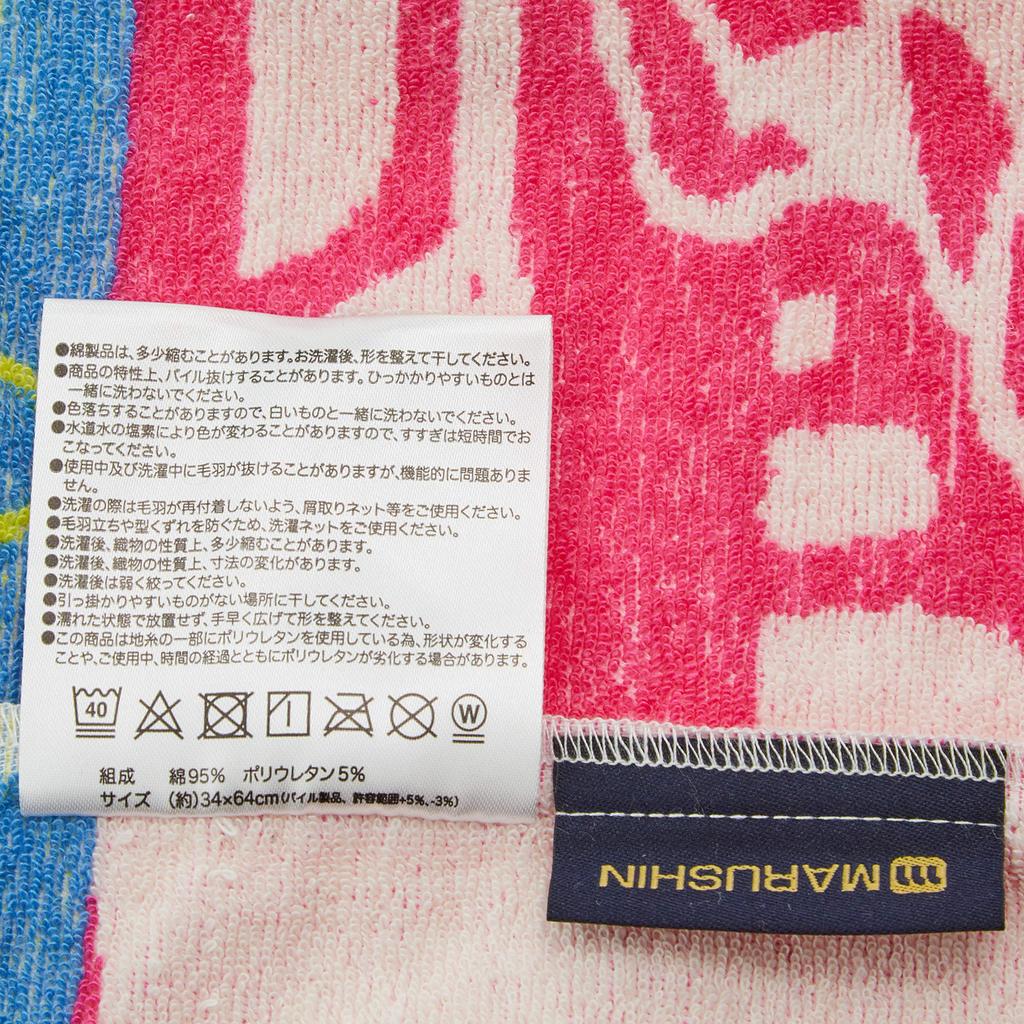 ●綿製品は、多少縮むことがあります。お洗濯後、形を整えて干してください。
●商品の特性上、パイル抜けすることがあります。ひっかかりやすいものとは
一緒に洗わないでください。
●色落ちすることがありますので、白いものと一緒に洗わないでください。
●水道水の塩素により色が変わることがありますので、すすぎは短時間でお
こなってください。
●使用中及び洗濯中に毛羽が抜けることがありますが、機能的に問題ありま
せん。
●洗濯の際は毛羽が再付着しないよう、屑取りネット等をご使用ください。
●毛羽立ちや型くずれを防ぐため、洗濯ネットをご使用ください。
●洗濯後、織物の性質上、多少縮むことがあります。
●洗濯後、織物の性質上、寸法の変化があります。
●洗濯後は弱く絞ってください。
●引っ掛かりやすいものがない場所に干してください。
●濡れた状態で放置せず、手早く広げて形を整えてください。
●この商品は地糸の一部にポリウレタンを使用している為、形状が変化する
ことや、ご使用中、時間の経過とともにポリウレタンが劣化する場合があります。
40 W
組成 綿95% ポリウレタン5%
サイズ (約)34×64cm(パイル製品、許容範囲+5%、-3%)
MARUSHIN